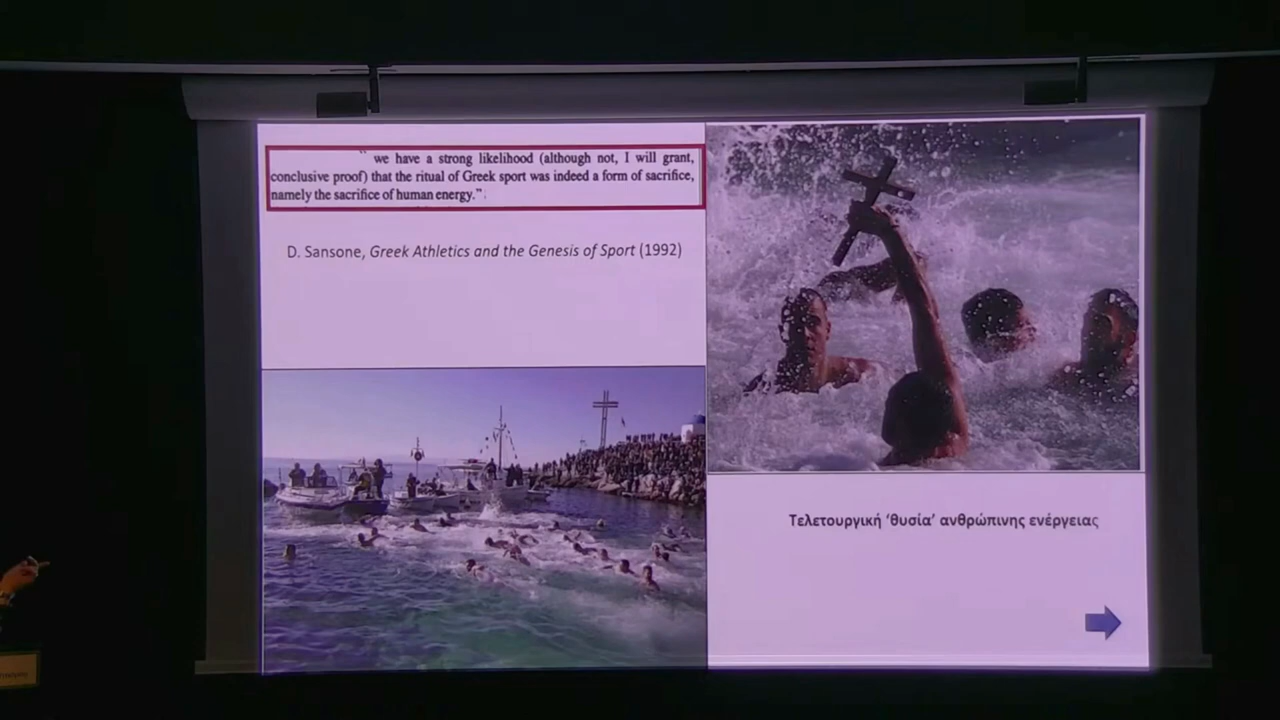 “ we have a strong likelihood (although not, I will grant,
conclusive proof) that the ritual of Greek sport was indeed a form of sacrifice,
namely the sacrifice of human energy.”
D. Sansone, Greek Athletics and the Genesis of Sport (1992)
Τελετουργική ‘θυσία’ ανθρώπινης ενέργειας